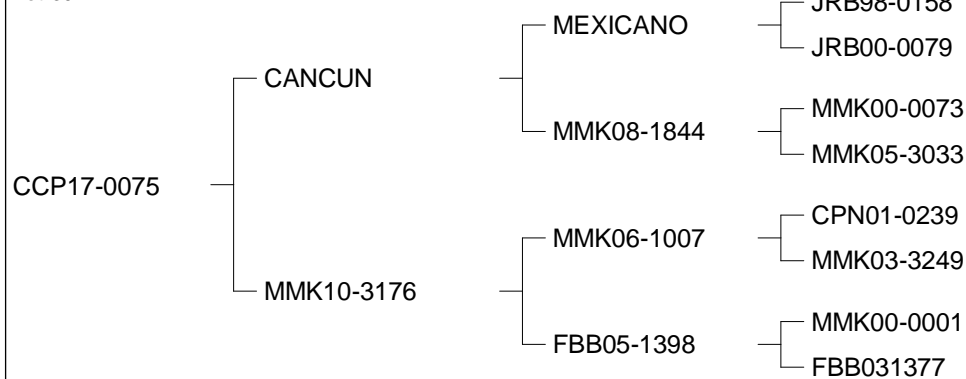 JRB98-0158
MEXICANO
JRB00-0079
CANCUN
MMK00-0073
MMK08-1844
MMK05-3033
CCP17-0075
CPN01-0239
MMK06-1007
MMK03-3249
MMK10-3176
MMK00-0001
FBB05-1398
FBB031377